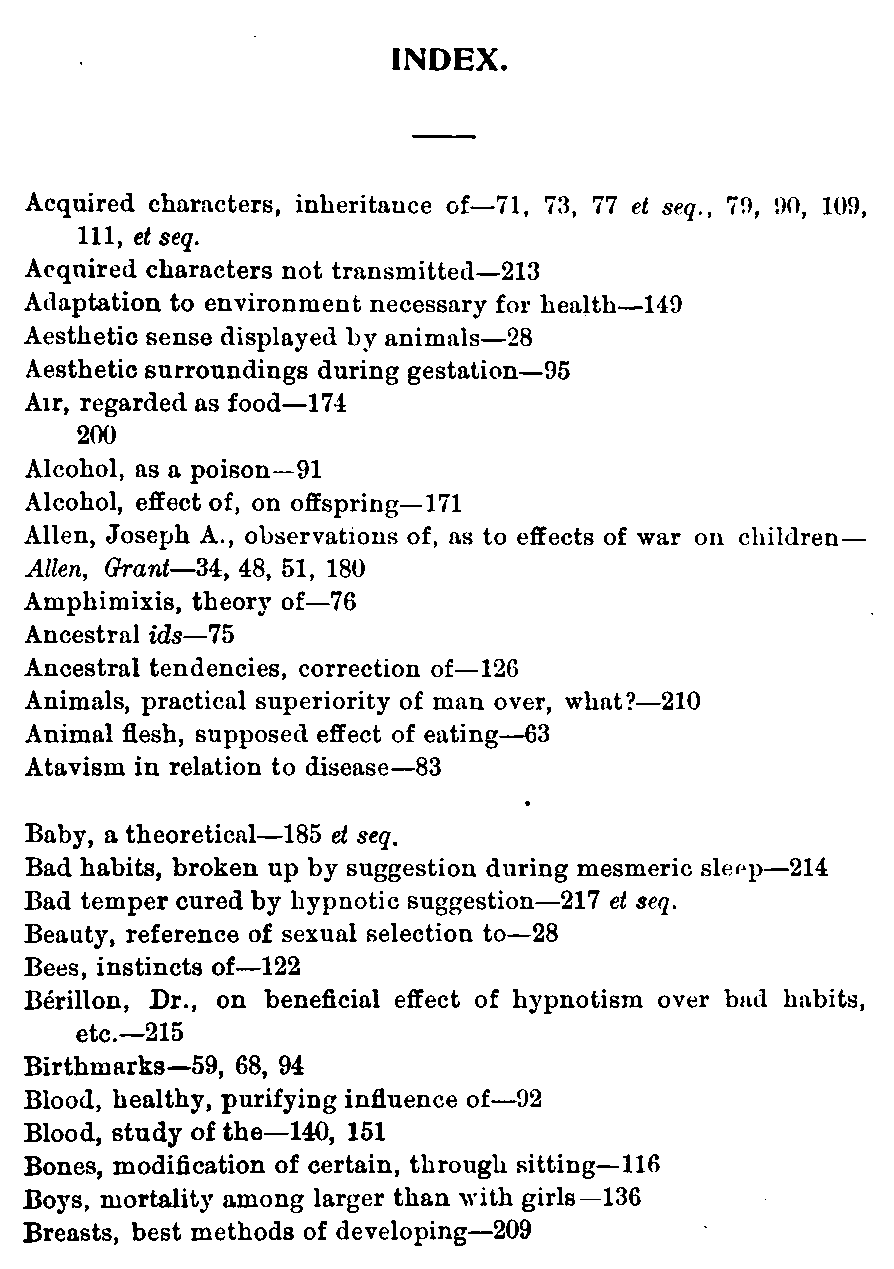 INDEX.
Acquired characters, inheritance of—71, 73, 77 et seq., 79, 90, 109,
111, et seq.
Acquired characters not transmitted—213
Adaptation to environment necessary for health—149
Aesthetic sense displayed by animals—28
Aesthetic surroundings during gestation—95
Air, regarded as food—174
200
Alcohol, as a poison—91
Alcohol, effect of, on offspring—171
Allen, Joseph A., observations of, as to effects of war on children—
Allen, Grant—34, 48, 51, 180
Amphimixis, theory of—76
Ancestral ids—75
Ancestral tendencies, correction of—126
Animals, practical superiority of man over, what?—210
Animal flesh, supposed effect of eating—63
Atavism in relation to disease—83
Baby, a theoretical—185 et seq.
Bad habits, broken up by suggestion during mesmeric sleep—214
Bad temper cured by hypnotic suggestion—217 et seq.
Beauty, reference of sexual selection to—28
Bees, instincts of—122
Bérillon, Dr., on beneficial effect of hypnotism over bad habits,
etc.—215
Birthmarks—59, 68, 94
Blood, healthy, purifying influence of—92
Blood, study of the—140, 151
Bones, modification of certain, through sitting—116
Boys, mortality among larger than with girls—136
Breasts, best methods of developing—209